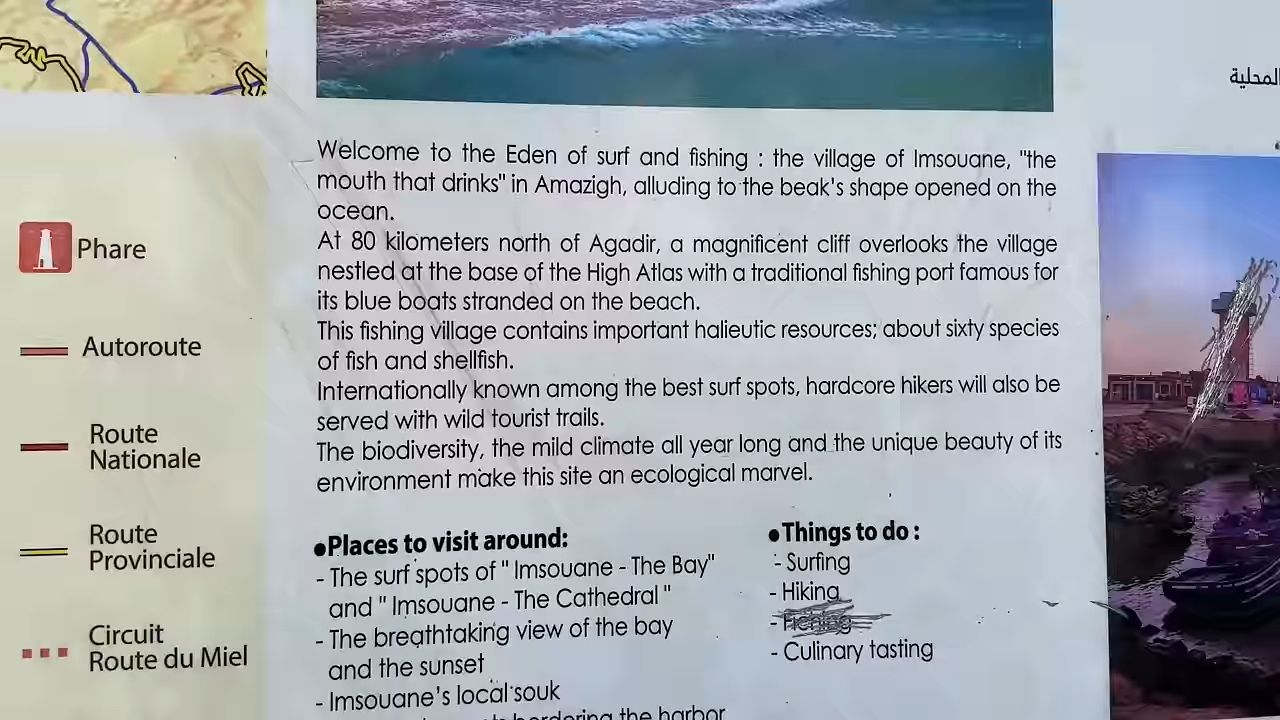 المحلية
Welcome to the Eden of surf and fishing : the village of Imsouane, "the
mouth that drinks" in Amazigh, alluding to the beak's shape opened on the
ocean.
At 80 kilometers north of Agadir, a magnificent cliff overlooks the village
nestled at the base of the High Atlas with a traditional fishing port famous for
its blue boats stranded on the beach.
This fishing village contains important halieutic resources; about sixty species
of fish and shellfish.
Internationally known among the best surf spots, hardcore hikers will also be
served with wild tourist trails.
The biodiversity, the mild climate all year long and the unique beauty of its
environment make this site an ecological marvel.
Phare
Autoroute
Route
Nationale
Route
Provinciale
Circuit
Route du Miel
●Places to visit around:
- The surf spots of " Imsouane - The Bay"
and " Imsouane - The Cathedral "
- The breathtaking view of the bay
and the sunset
- Imsouane's local souk
bordering the harbor
●Things to do :
- Surfing
- Hiking
- Fishing
- Culinary tasting